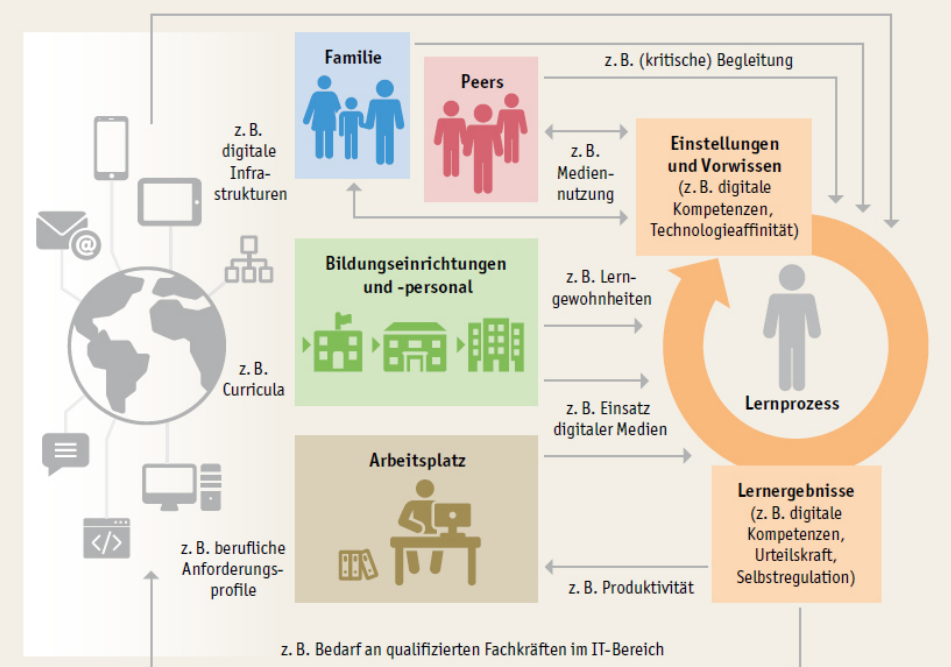 Familie
Peers
z. B. (kritische) Begleitung
z. B.
digitale
Infra-
strukturen
z. B.
Medien-
nutzung
Einstellungen
und Vorwissen
(z. B. digitale
Kompetenzen,
Technologieaffinität)
@
Bildungseinrichtungen
und -personal
z. B. Lern-
gewohnheiten
z. B.
Curricula
z. B. Einsatz
digitaler Medien
Lernprozess
Arbeitsplatz
</>
z. B. berufliche
Anforderungs-
profile
Lernergebnisse
(z. B. digitale
Kompetenzen,
Urteilskraft,
Selbstregulation)
z. B. Produktivität
z. B. Bedarf an qualifizierten Fachkräften im IT-Bereich